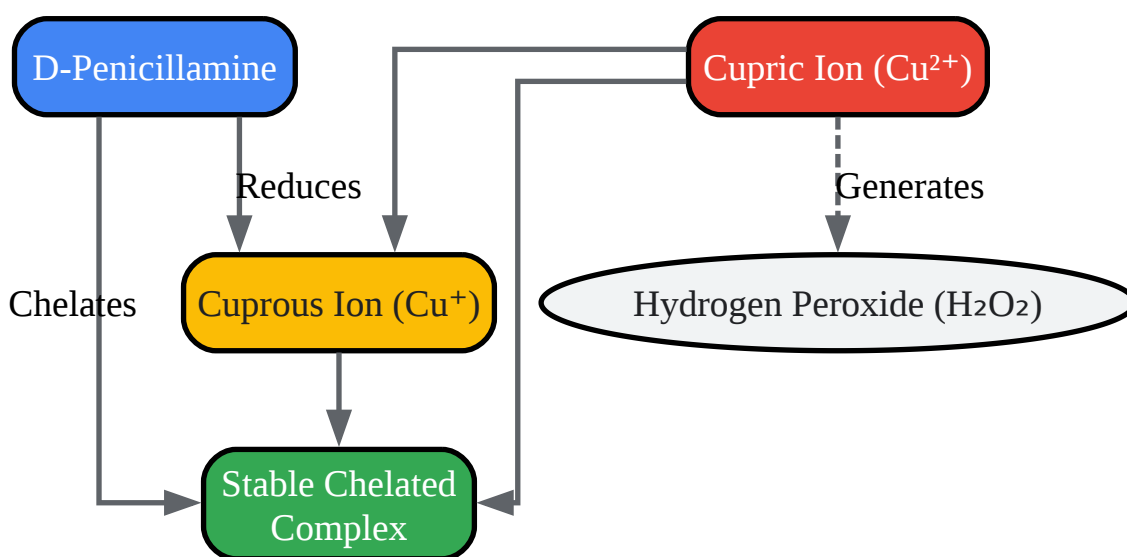 D-Penicillamine
Cupric Ion (Cu²⁺)
Reduces
Generates
Chelates
Cuprous Ion (Cu⁺)
Hydrogen Peroxide (H₂O₂)
Stable Chelated
Complex